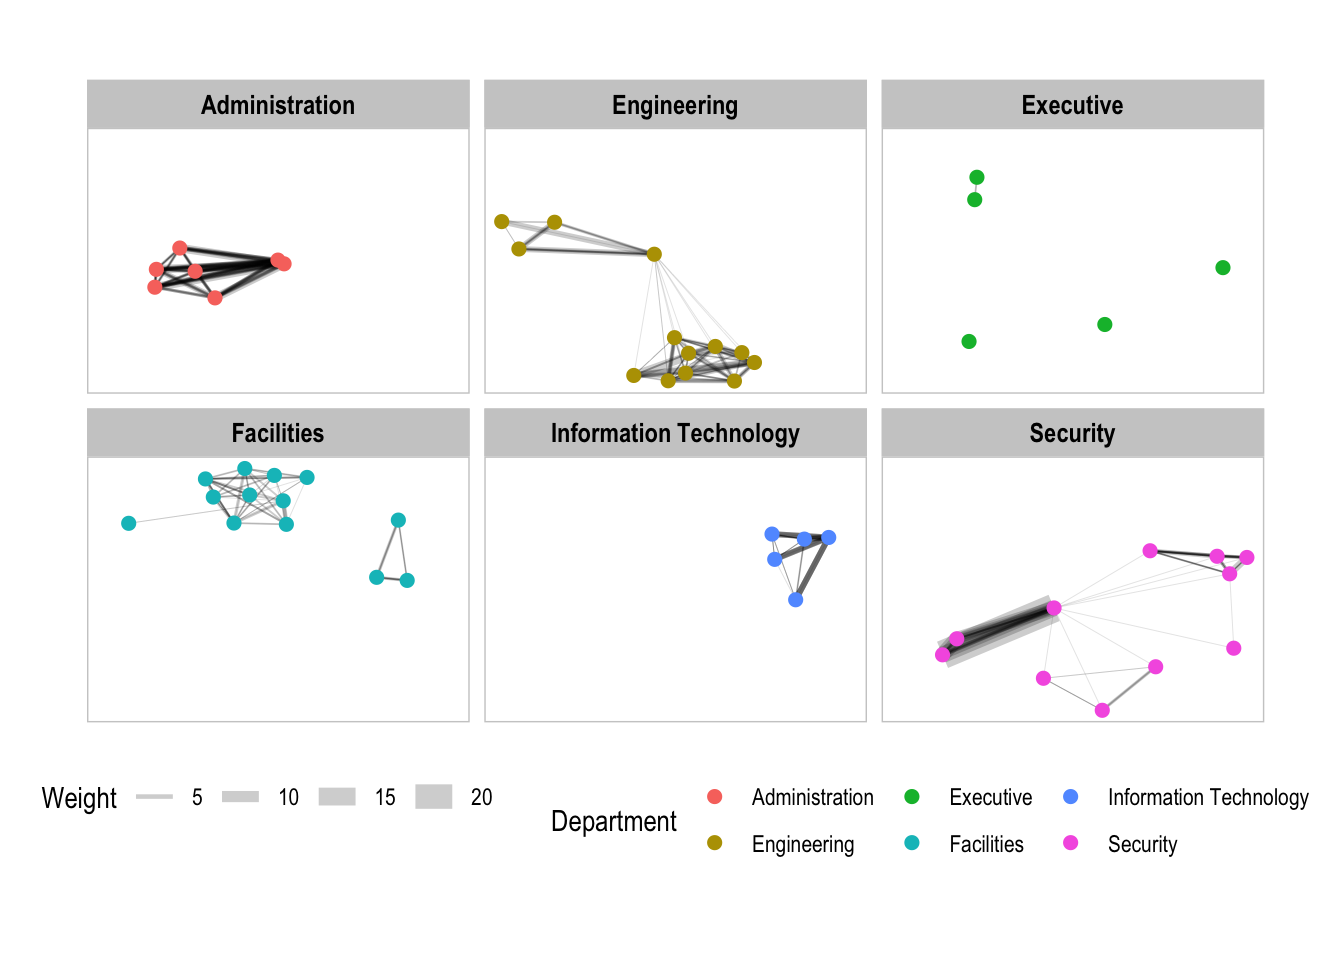 Administration
Engineering
Executive
Facilities
Information Technology
Security
Weight 5 10 15 20
Department
Administration Executive Information Technology
Engineering Facilities Security